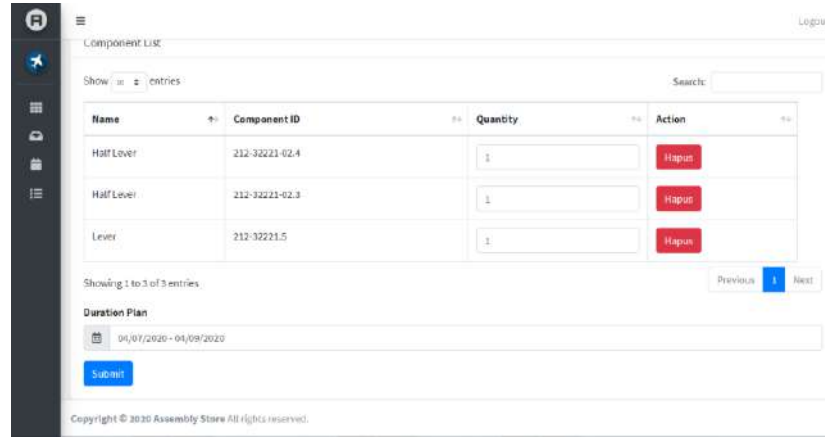 Component List
Show entries
Search:
Name Component ID Quantity Action
Half Lever 212-32221-02.4 1 Hapus
Half Lever 212-32221-02.3 1 Hapus
Lever 212-32221.5 1 Hapus
Showing 1 to 3 of 3 entries
Previous 1 Next
Duration Plan
04/07/2020 - 04/09/2020
Submit
Copyright © 2020 Assembly Store All rights reserved.